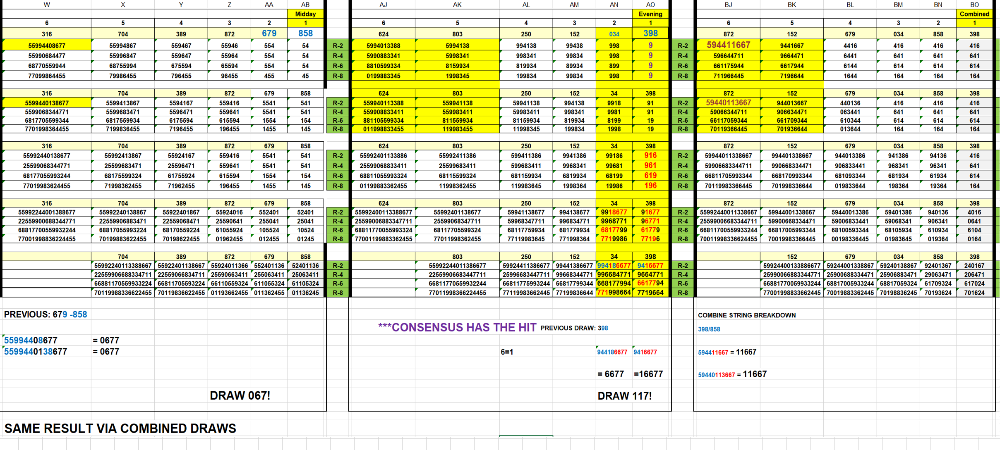 W X Y Z AA AB AJ AK AL AM AN AO BJ BK BL BM BN BO
Midday Evening Combined
6 5 4 3 2 1 6 5 4 3 2 1 6 5 4 3 2 1
316 704 389 872 679 858 624 803 250 152 034 398 872 152 679 034 858 398
55994408677 55994867 559467 55946 554 54 R-2 5994013388 5994138 994138 99438 998 9 R-2 594411667 9441667 4416 416 416 416
55990684477 55996847 559647 55964 554 54 R-4 5990883341 5998341 998341 99834 998 9 R-4 596644711 9664471 6441 641 641 641
68770559944 68755994 675594 65594 554 54 R-6 8810599334 8159934 819934 89934 899 9 R-6 661175944 6617944 6144 614 614 614
77099864455 79986455 796455 96455 455 45 R-8 0199883345 1998345 199834 99834 998 9 R-8 711966445 7196644 1644 164 164 164
316 704 389 872 679 858 624 803 250 152 34 398 872 152 679 034 858 398
5599440138677 5599413867 5594167 559416 5541 541 R-2 559940113388 559941138 59941138 994138 9918 91 R-2 59440113667 944013667 440136 416 416 416
5599068344771 5599683471 5596471 559641 5541 541 R-4 559908833411 559983411 59983411 998341 9981 91 R-4 59066344711 906634471 063441 641 641 641
6817705599344 6817559934 6175594 615594 1554 154 R-6 881105599334 811559934 81159934 819934 8199 19 R-6 66117059344 661709344 610344 614 614 614
7701998364455 7199836455 7196455 196455 1455 145 R-8 011998833455 119983455 11998345 199834 1998 19 R-8 70119366445 701936644 013644 164 164 164
316 704 389 872 679 858 624 803 250 152 34 398 872 152 679 034 858 398
55992440138677 55992413867 55924167 559416 5541 541 R-2 55992401133886 55992411386 599411386 9941386 99186 916 R-2 59944011338667 994401338667 944013386 941386 94136 416
25599068344771 25599683471 25596471 559641 5541 541 R-4 25599068833411 25599683411 599683411 9968341 99681 961 R-4 59906683344711 990668334471 906833441 968341 96341 641
68177055993244 68175599324 61755924 615594 1554 154 R-6 68811055993324 68115599324 681159934 6819934 68199 619 R-6 66811705993344 668170993344 681093344 681934 61934 614
77019983624455 71998362455 71962455 196455 1455 145 R-8 01199883362455 11998362455 119983645 1998364 19986 196 R-8 70119983366445 701998336644 019833644 198364 19364 164
316 704 389 872 679 858 624 803 250 152 34 398 872 152 679 034 858 398
55992244001388677 55992240138867 55922401867 55924016 552401 52401 R-2 55992400113388677 55992401138677 59941138677 994138677 9918677 91677 R-2 55992440011338667 59944001338667 59440013386 59401386 940136 4016
22559900688344771 22559906883471 22559068471 25590641 255041 25041 R-4 25599006883347711 25599068347711 59968347711 996834771 9968771 96771 R-4 25599006683344711 59900668334471 59006833441 59068341 906341 0641
68817700559932244 68817055993224 68170559224 61055924 105524 10524 R-6 68811770055993324 68117705599324 68117759934 681779934 6817799 61779 R-6 66811700559933244 66817005993344 68100593344 68105934 610934 6104
77001998836224455 70199883622455 70198622455 01962455 012455 01245 R-8 77001199883362455 77011998362455 77119983645 771998364 7719986 77196 R-8 70011998336624455 70019983366445 00198336445 01983645 019364 0164
704 389 872 679 858 803 250 152 34 398 152 679 034 858 398
55992240113388667 55922401138667 55924011366 552401136 52401136 R-2 55992244011386677 59924411386677 99441386677 994186677 9416677 R-2 59924400133886677 59244001338867 59240138867 92401367 240167
22559906688334711 22559066834711 25590663411 255063411 25063411 R-4 22559906683447711 25996683447711 99668344771 996684771 9664771 R-4 25990066883344771 25900688334471 25906883471 29063471 206471
66881170559933224 66811705593224 66110559324 611055324 61105324 R-6 66811770559932244 66811775993244 66817799344 668177994 6617794 R-6 66881770059933244 68817005993244 68817059324 61709324 617024
70119988336622455 70119836622455 01193662455 011362455 01136245 R-8 77011998366224455 77119983662445 77199836644 771998664 7719664 R-8 77001998833662445 70019883362445 70198836245 70193624 701624
PREVIOUS: 679 -858
***CONSENSUS HAS THE HIT PREVIOUS DRAW: 398
COMBINE STRING BREAKDOWN
398/858
55994408677 = 0677
5599440138677 = 0677
6=1 944186677 9416677
594411667 = 11667
= 6677 =16677
59440113667 = 11667
DRAW 067!
DRAW 117!
SAME RESULT VIA COMBINED DRAWS